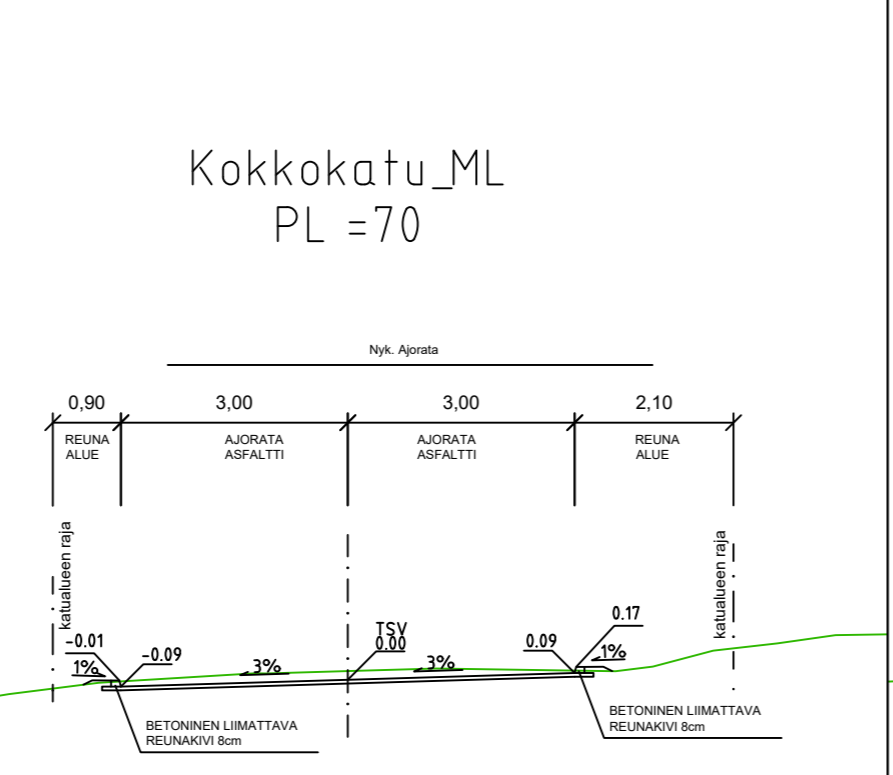 Kokkokatu_ML
PL =70
Nyk. Ajorata
0,90
3,00
3,00
2,10
REUNA
ALUE
AJORATA
ASFALTTI
AJORATA
ASFALTTI
REUNA
ALUE
katualueen raja
katualueen raja
-0.01
1%
-0.09
3%
TSV
0.00
3%
0.09
0.17
1%
BETONINEN LIIMATTAVA
REUNAKIVI 8cm
BETONINEN LIIMATTAVA
REUNAKIVI 8cm